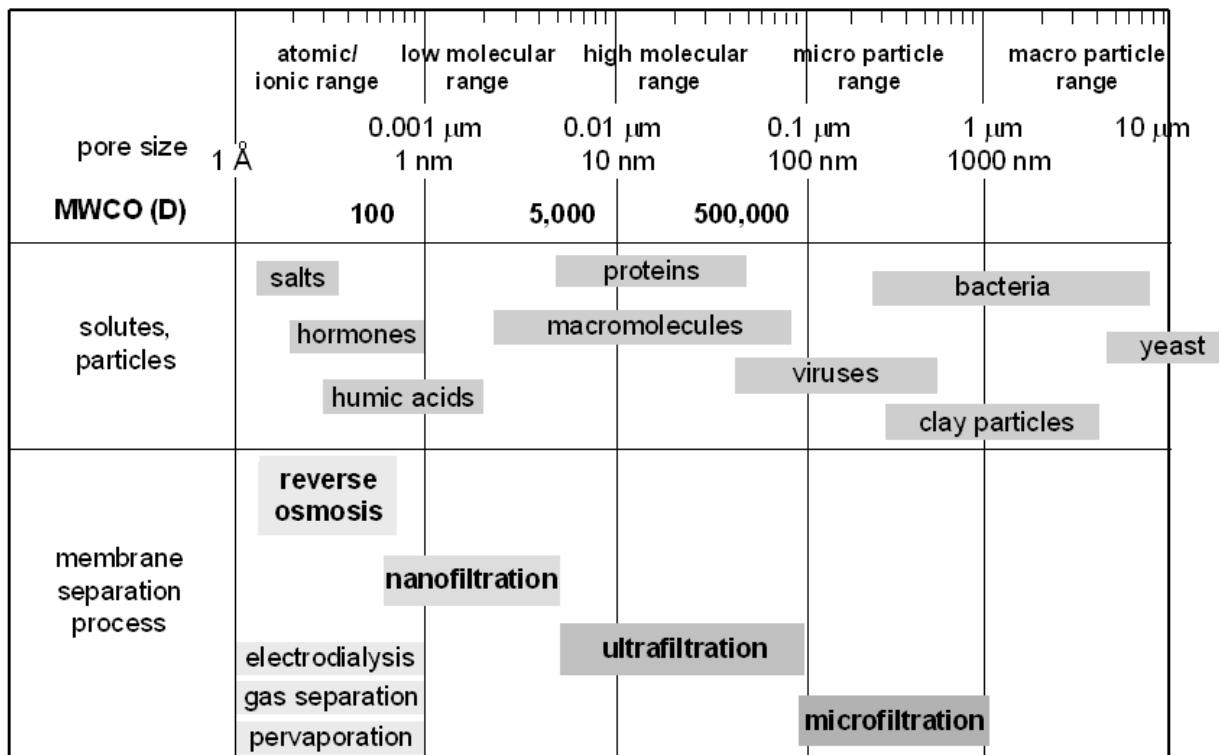 atomic/ low molecular high molecular micro particle macro particle
ionic range range range range range
0.001 μm 0.01 μm 0.1 μm 1 μm 10 μm
pore size
1 Å 1 nm 10 nm 100 nm 1000 nm
MWCO (D) 100 5,000 500,000
salts proteins bacteria
solutes,
particles
hormones macromolecules yeast
viruses
humic acids clay particles
reverse
osmosis
membrane
separation
process
nanofiltration
ultrafiltration
electrodialysis
gas separation
microfiltration
pervaporation